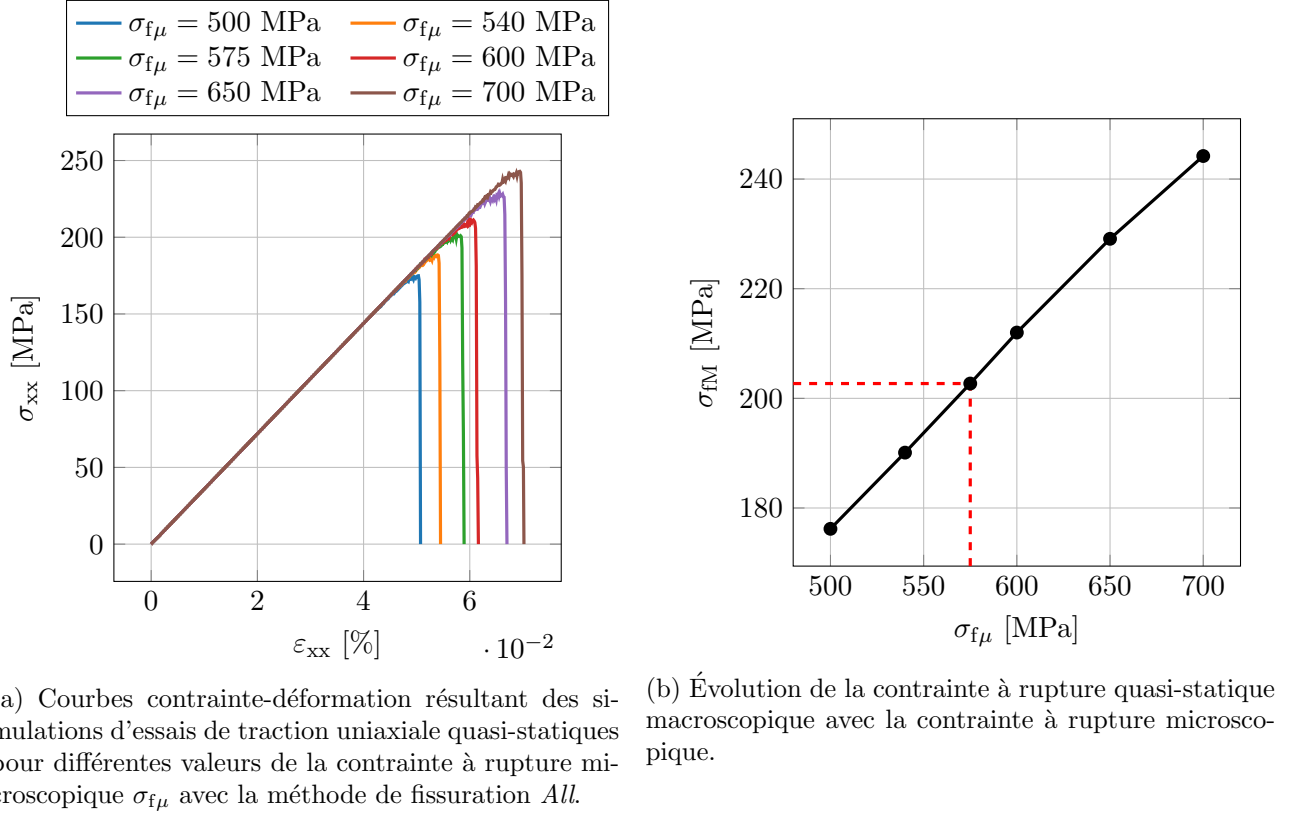 σfμ = 500 MPa σfμ = 540 MPa
σfμ = 575 MPa σfμ = 600 MPa
σfμ = 650 MPa σfμ = 700 MPa
250
200
150
100
50
0
σxx [MPa]
0 2 4 6
εxx [%] · 10−2
a) Courbes contrainte-déformation résultant des si-
mulations d'essais de traction uniaxiale quasi-statiques
pour différentes valeurs de la contrainte à rupture mi-
croscopique σfμ avec la méthode de fissuration All.
240
220
200
180
σfM [MPa]
500 550 600 650 700
σfμ [MPa]
(b) Évolution de la contrainte à rupture quasi-statique
macroscopique avec la contrainte à rupture microsco-
pique.